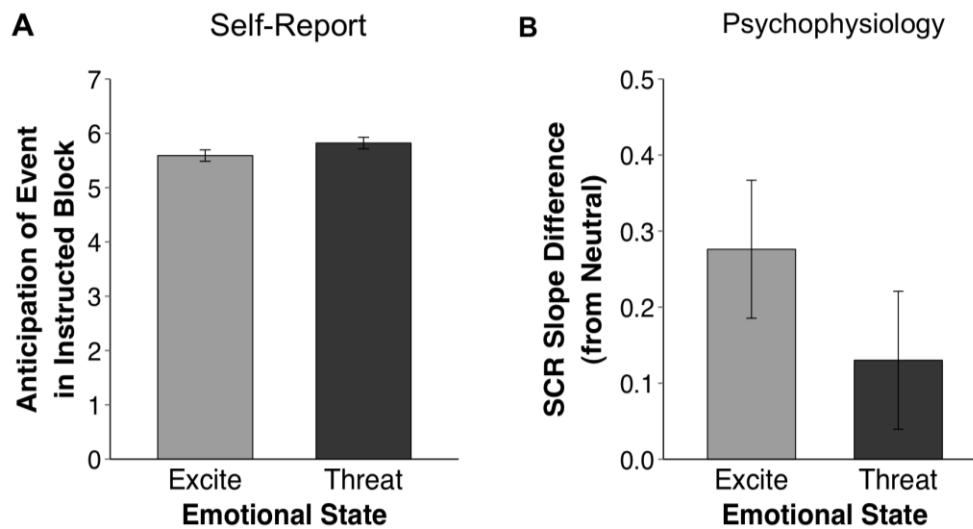 A
Self-Report
Anticipation of Event
in Instructed Block
7
6
5
4
3
2
1
0
Excite
Threat
Emotional State
B
Psychophysiology
SCR Slope Difference
(from Neutral)
0.5
0.4
0.3
0.2
0.1
0.0
Excite
Threat
Emotional State